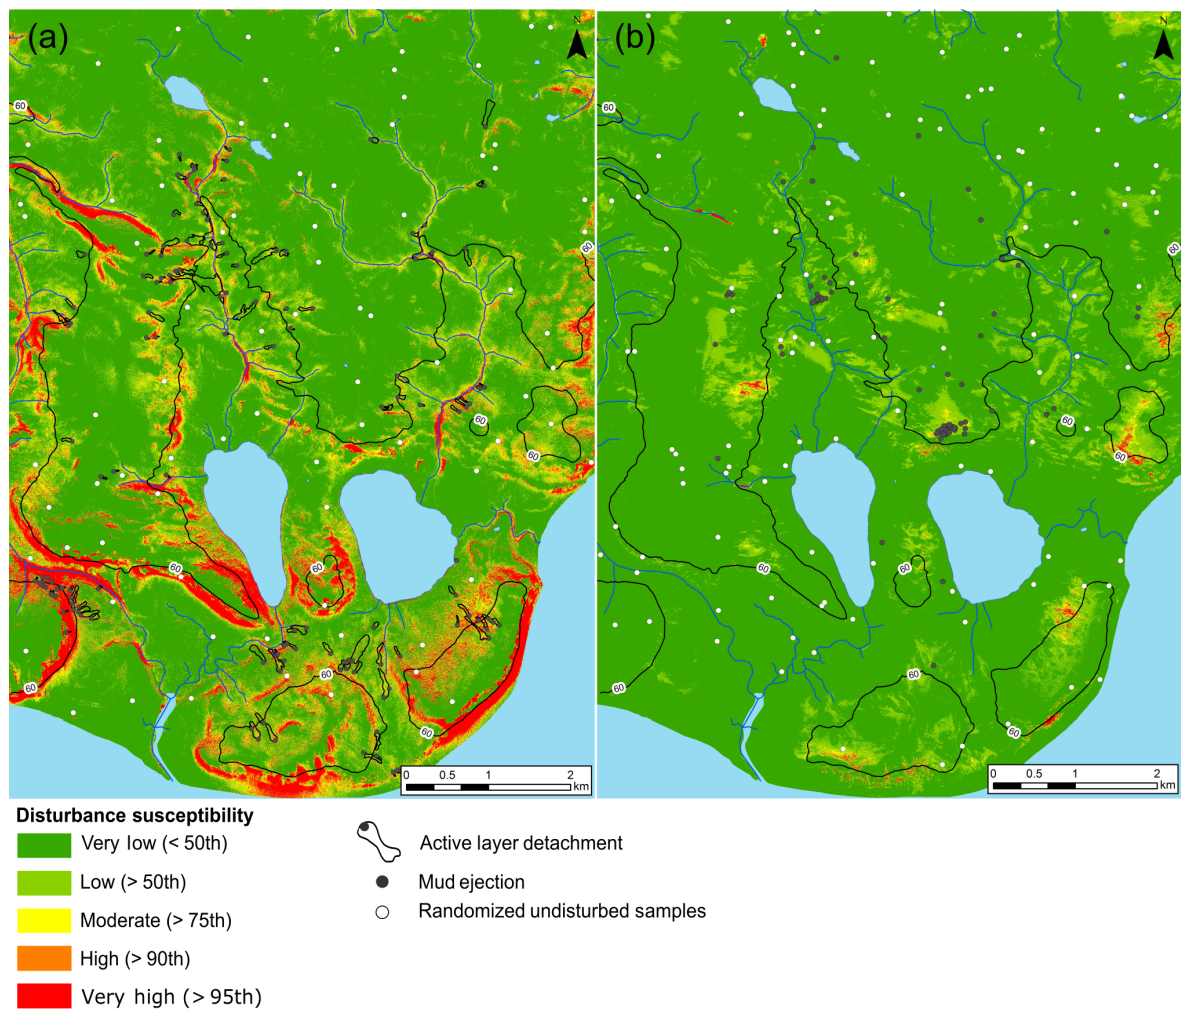 (a)
N
60
60
60
60
60
60
60
60
0 0.5 1 2
km
(b)
N
60
60
60
60
60
60
60
60
60
0 0.5 1 2
km
Disturbance susceptibility
Very low (< 50th)
Low (> 50th)
Moderate (> 75th)
High (> 90th)
Very high (> 95th)
Active layer detachment
Mud ejection
Randomized undisturbed samples